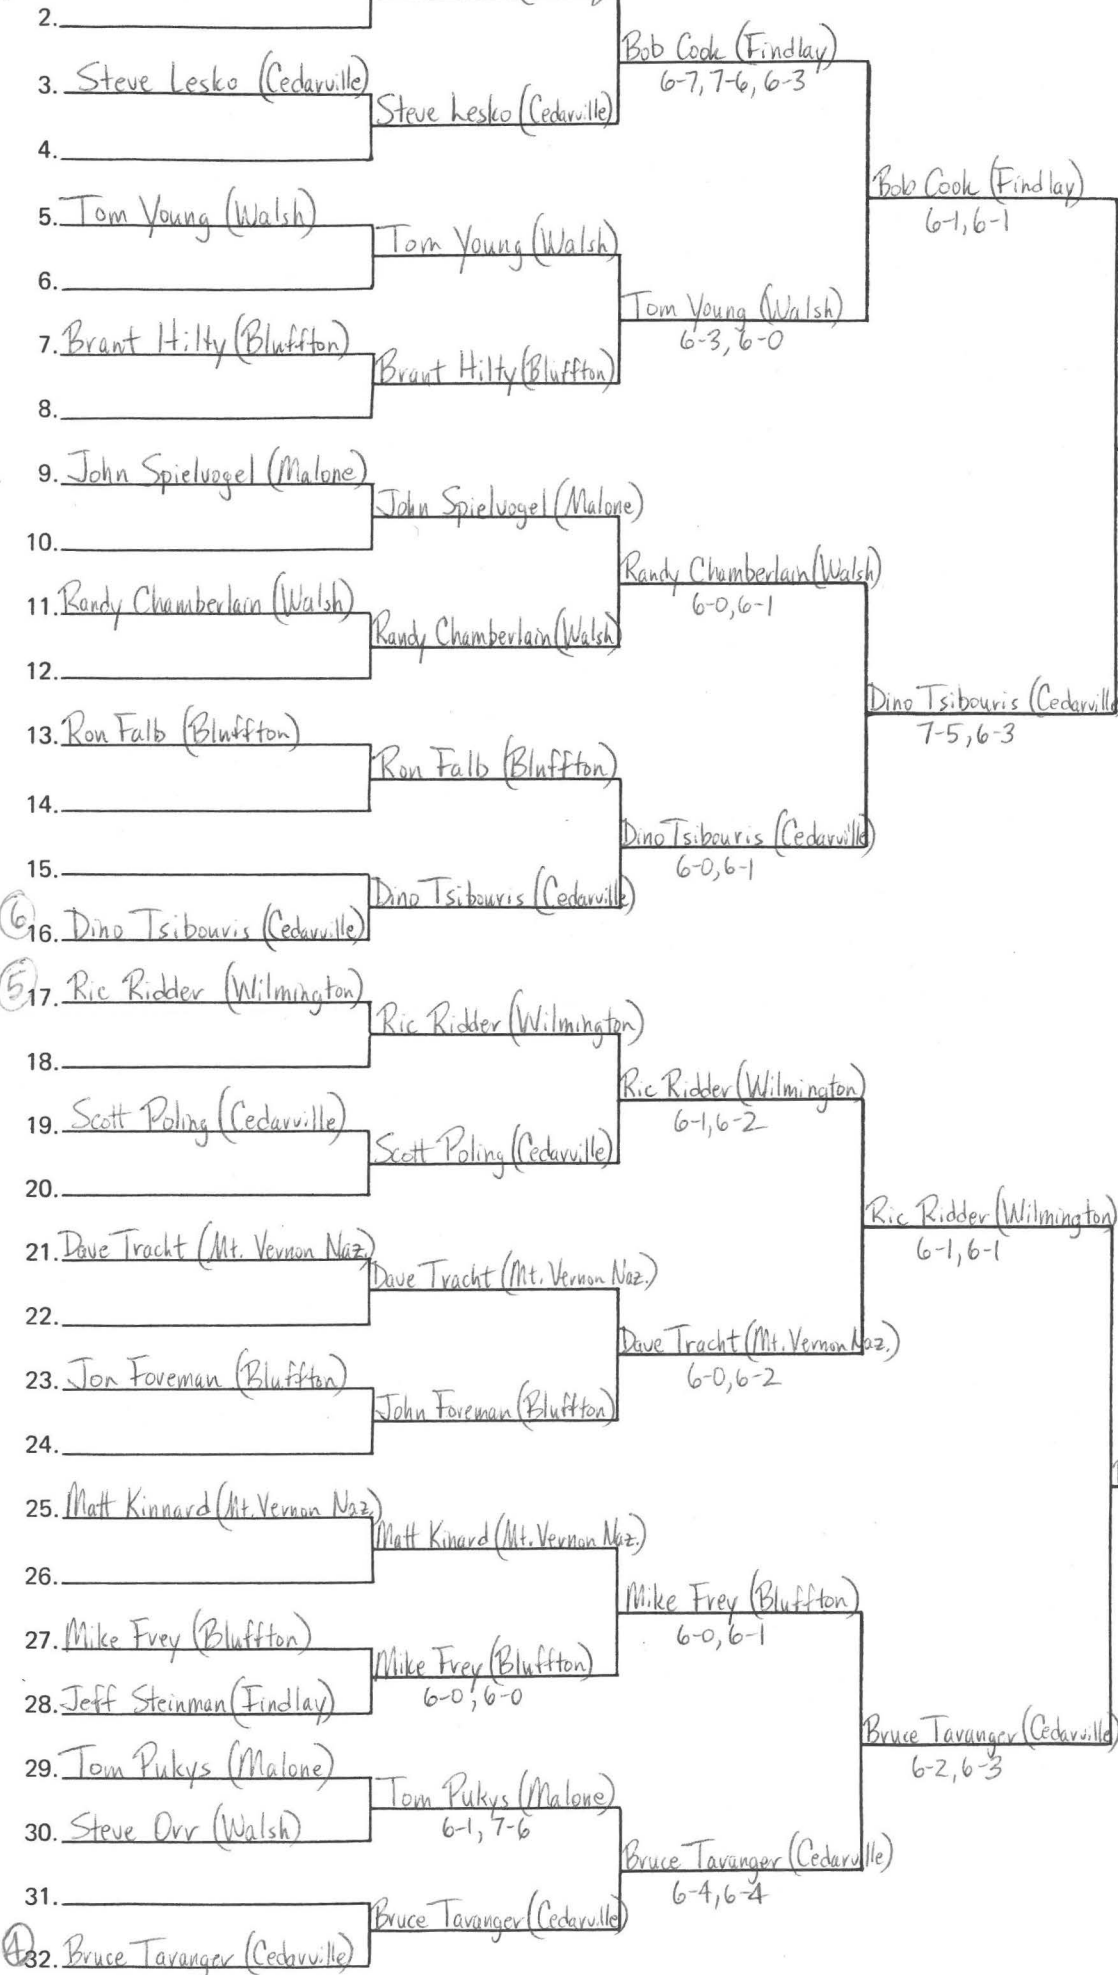 2.
3. Steve Lesko (Cedarville)
4.
5. Tom Young (Walsh)
6.
7. Brant Hilty (Bluffton)
8.
9. John Spielvogel (Malone)
10.
11. Randy Chamberlain (Walsh)
12.
13. Ron Falb (Bluffton)
14.
15.
6 16. Dino Tsibouris (Cedarville)
5 17. Ric Ridder (Wilmington)
18.
19. Scott Poling (Cedarville)
20.
21. Dave Tracht (Mt. Vernon Naz.)
22.
23. Jon Foreman (Bluffton)
24.
25. Matt Kinnard (Mt. Vernon Naz.)
26.
27. Mike Frey (Bluffton)
28. Jeff Steinman (Findlay)
29. Tom Pukys (Malone)
30. Steve Orr (Walsh)
31.
4 32. Bruce Tavanger (Cedarville)
Steve Lesko (Cedarville)
Tom Young (Walsh)
Brant Hilty (Bluffton)
John Spielvogel (Malone)
Randy Chamberlain (Walsh)
Ron Falb (Bluffton)
Dino Tsibouris (Cedarville)
Ric Ridder (Wilmington)
Scott Poling (Cedarville)
Dave Tracht (Mt. Vernon Naz.)
John Foreman (Bluffton)
Matt Kinard (Mt. Vernon Naz.)
Mike Frey (Bluffton)
6-0, 6-0
Tom Pukys (Malone)
6-1, 7-6
Bruce Tavanger (Cedarville)
Bob Cook (Findlay)
6-7, 7-6, 6-3
Tom Young (Walsh)
6-3, 6-0
Randy Chamberlain (Walsh)
6-0, 6-1
Dino Tsibouris (Cedarville)
6-0, 6-1
Ric Ridder (Wilmington)
6-1, 6-2
Dave Tracht (Mt. Vernon Naz.)
6-0, 6-2
Mike Frey (Bluffton)
6-0, 6-1
Bruce Tavanger (Cedarville)
6-4, 6-4
Bob Cook (Findlay)
6-1, 6-1
Dino Tsibouris (Cedarville
7-5, 6-3
Ric Ridder (Wilmington)
6-1, 6-1
Bruce Tavanger (Cedarville)
6-2, 6-3